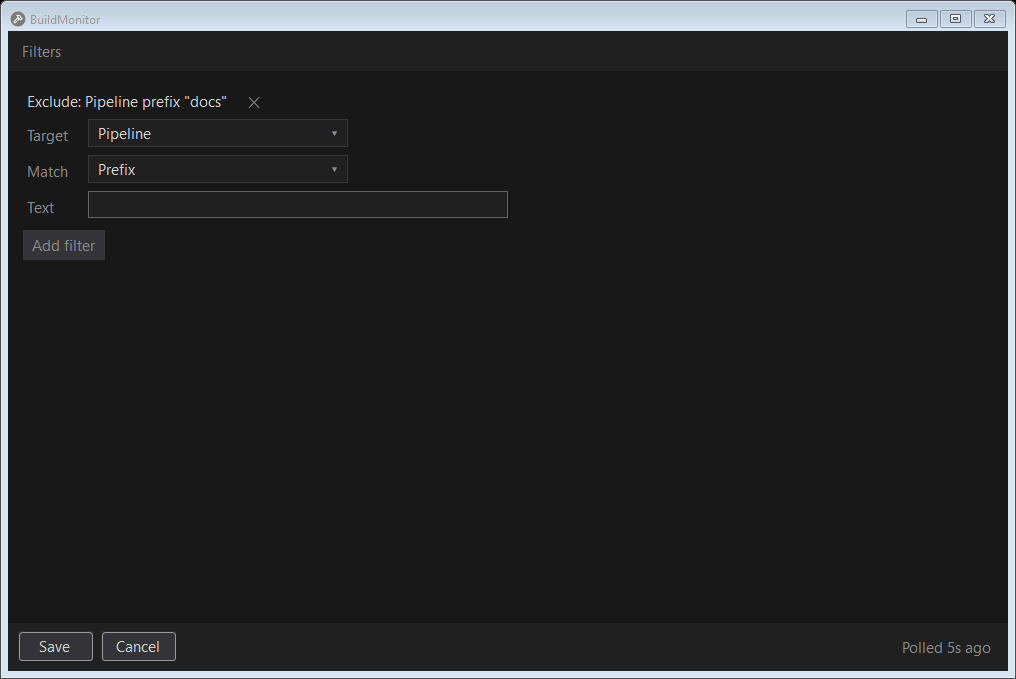 BuildMonitor
Filters
Exclude: Pipeline prefix "docs"
Target Pipeline
Match Prefix
Text
Add filter
Save Cancel Polled 5s ago